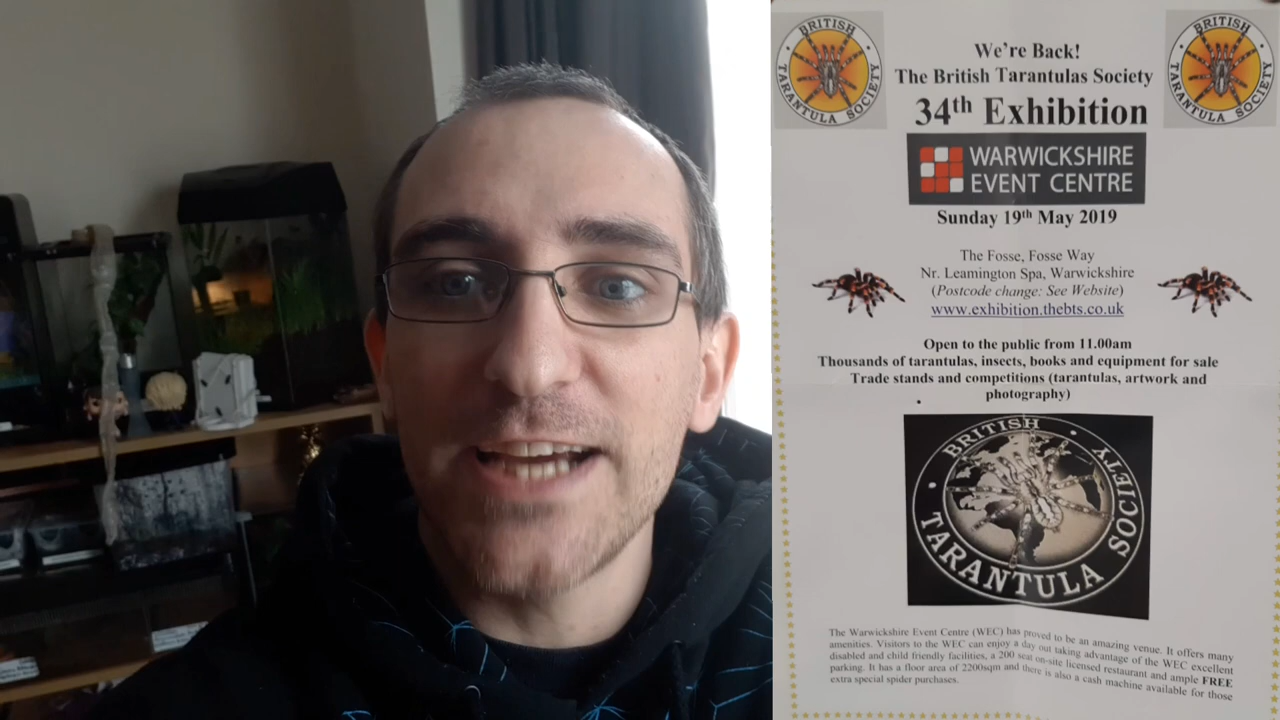 BRITISH TARANTULA SOCIETY
BRITISH TARANTULA SOCIETY
We're Back!
The British Tarantulas Society
34th Exhibition
WARWICKSHIRE
EVENT CENTRE
Sunday 19th May 2019
The Fosse, Fosse Way
Nr. Leamington Spa, Warwickshire
(Postcode change: See Website)
www.exhibition.thebts.co.uk
Open to the public from 11.00am
Thousands of tarantulas, insects, books and equipment for sale
Trade stands and competitions (tarantulas, artwork and
photography)
BRITISH TARANTULA SOCIETY
The Warwickshire Event Centre (WEC) has proved to be an amazing venue. It offers many
amenities. Visitors to the WEC can enjoy a day out taking advantage of the WEC excellent
disabled and child friendly facilities, a 200 seat on-site licensed restaurant and ample FREE
parking. It has a floor area of 2200sqm and there is also a cash machine available for those
extra special spider purchases.